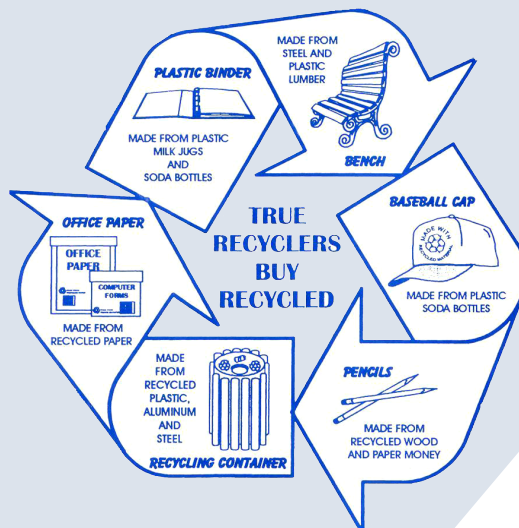 PLASTIC BINDER
MADE FROM PLASTIC
MILK JUGS
AND
SODA BOTTLES
MADE FROM
STEEL AND
PLASTIC
LUMBER
BENCH
BASEBALL CAP
MADE WITH
RECYCLED MATERIAL
MADE FROM PLASTIC
SODA BOTTLES
PENCILS
MADE FROM
RECYCLED WOOD
AND PAPER MONEY
MADE
FROM
RECYCLED
PLASTIC,
ALUMINUM
AND
STEEL
RECYCLING CONTAINER
OFFICE PAPER
OFFICE
PAPER
COMPUTER
FORMS
MADE FROM
RECYCLED PAPER
TRUE
RECYCLERS
BUY
RECYCLED